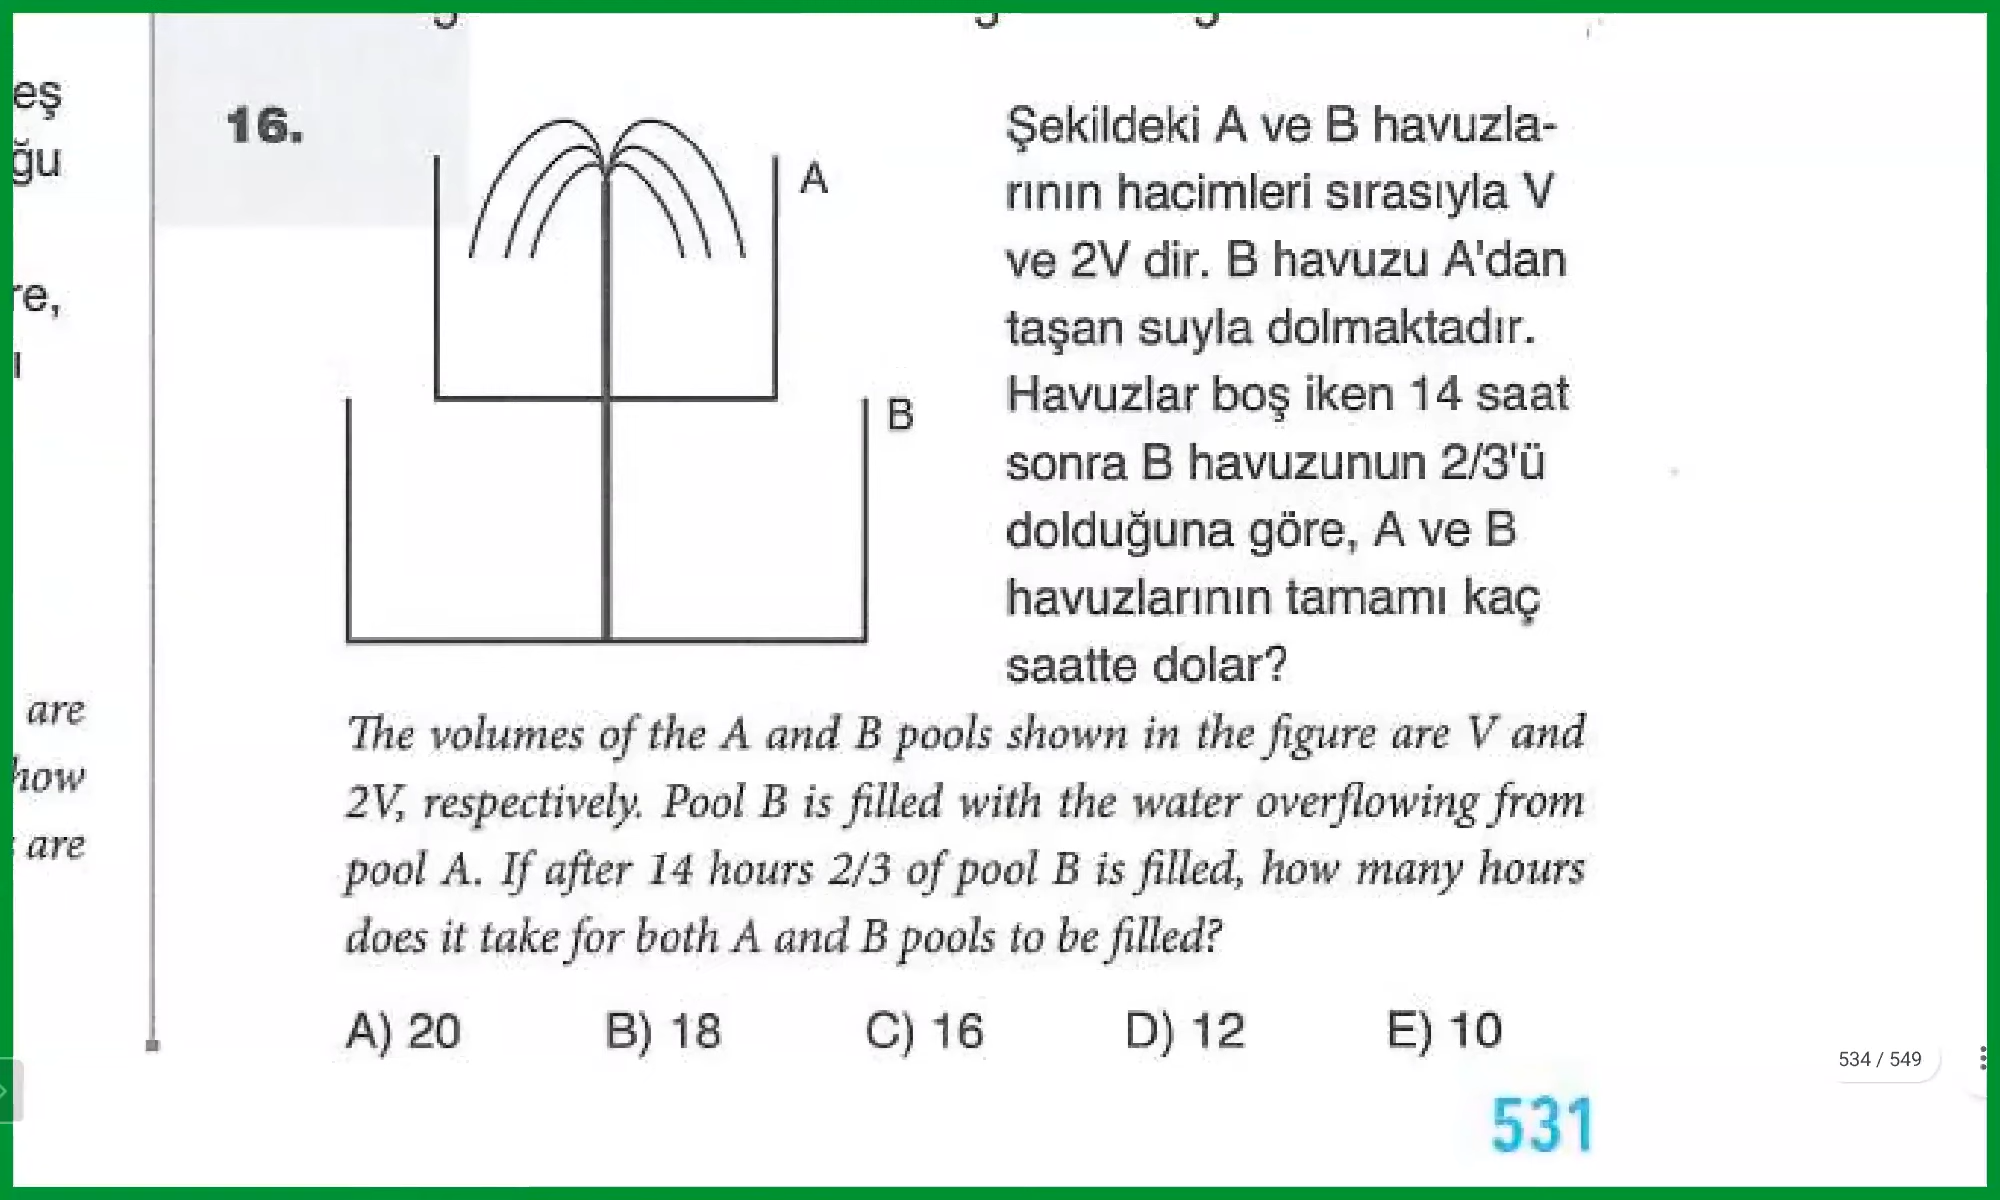 eş
ğu
re,
are
how
are
16.
A
B
Şekildeki A ve B havuzla-
rının hacimleri sırasıyla V
ve 2V dir. B havuzu A'dan
taşan suyla dolmaktadır.
Havuzlar boş iken 14 saat
sonra B havuzunun 2/3'ü
dolduğuna göre, A ve B
havuzlarının tamamı kaç
saatte dolar?
The volumes of the A and B pools shown in the figure are V and
2V, respectively. Pool B is filled with the water overflowing from
pool A. If after 14 hours 2/3 of pool B is filled, how many hours
does it take for both A and B pools to be filled?
A) 20 B) 18 C) 16 D) 12 E) 10
534 / 549
531